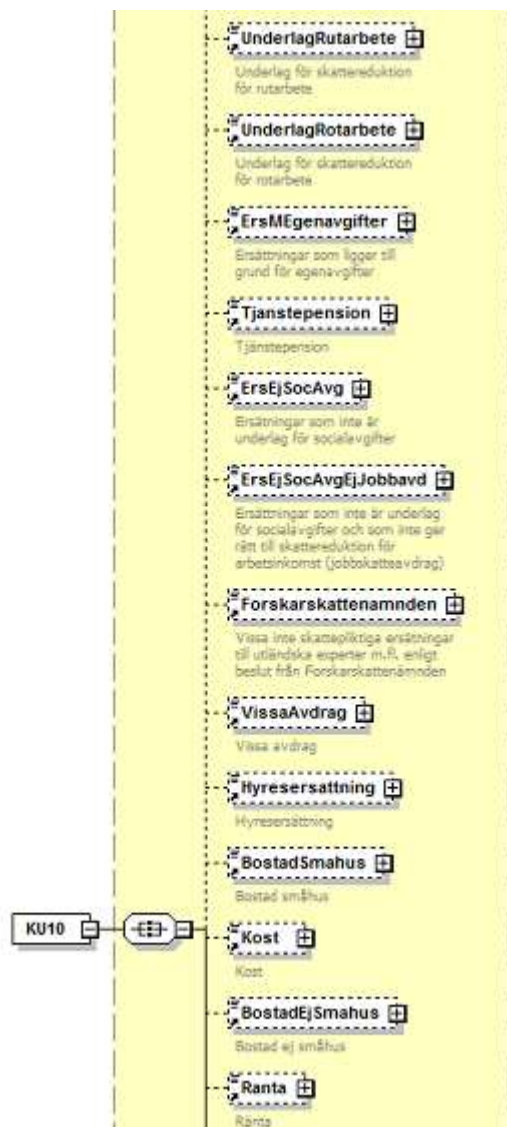 UnderlagRutarbete
Underlag för skattereduktion
för rutarbete
UnderlagRotarbete
Underlag för skattereduktion
för rotarbete
ErsMEgenavgifter
Ersättningar som ligger till
grund för egenavgifter
Tjanstepension
Tjänstepension
ErsEjSocAvg
Ersätningar som inte är
underlag för socialavgifter
ErsEjSocAvgEjJobbavd
Ersättningar som inte är underlag
för socialavgifter och som inte ger
rätt till skattereduktion för
arbetsinkomst (jobbskatteavdrag)
Forskarskattenamnden
Vissa inte skattepliktiga ersätningar
till utländska experter m.fl. enligt
beslut från Forskarskattenämnden
VissaAvdrag
Vissa avdrag
Hyresersattning
Hyresersättning
BostadSmahus
Bostad småhus
KU10
Kost
Kost
BostadEjSmahus
Bostad ej småhus
Ranta
Ränta